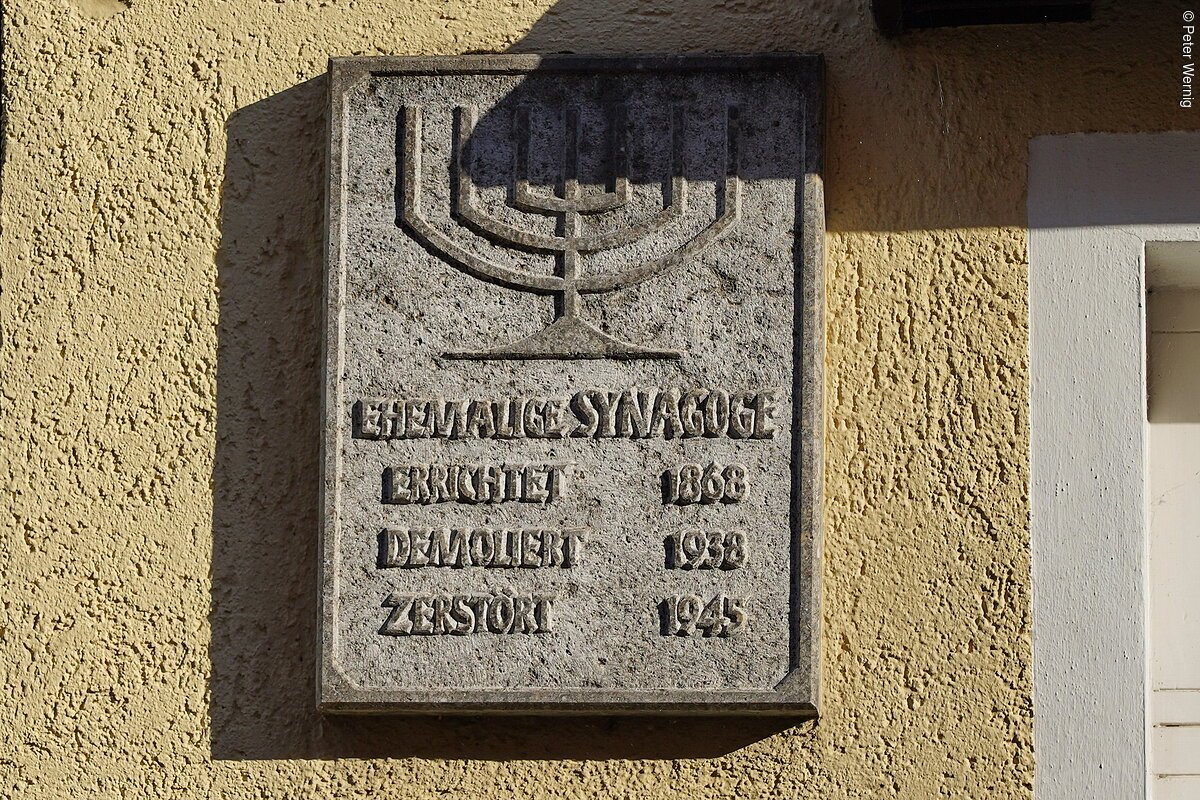 EHEMALIGE SYNAGOGE
ERRICHTET 1868
DEMOLIERT 1938
ZERSTÖRT 1945
© Peter Wernig